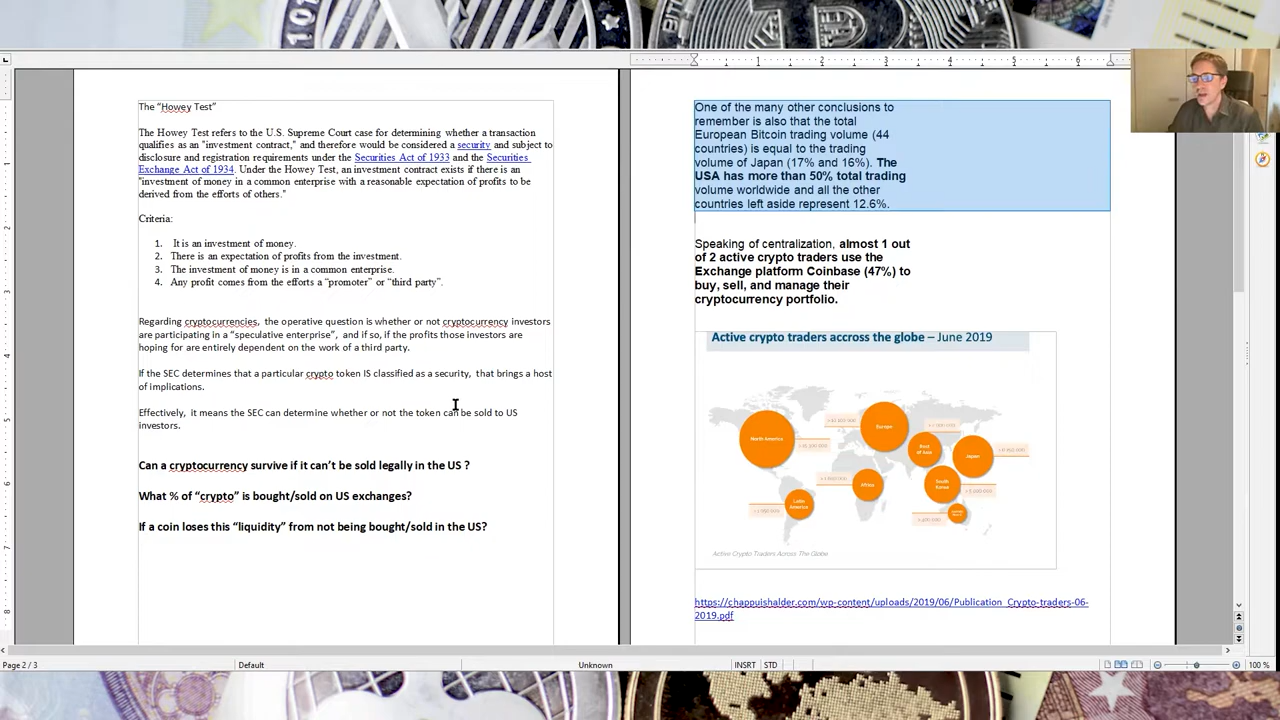 The "Howey Test"
The Howey Test refers to the U.S. Supreme Court case for determining whether a transaction
qualifies as an "investment contract," and therefore would be considered a security and subject to
disclosure and registration requirements under the Securities Act of 1933 and the Securities
Exchange Act of 1934. Under the Howey Test, an investment contract exists if there is an
"investment of money in a common enterprise with a reasonable expectation of profits to be
derived from the efforts of others."
Criteria:
1. It is an investment of money.
2. There is an expectation of profits from the investment.
3. The investment of money is in a common enterprise.
4. Any profit comes from the efforts a "promoter" or "third party".
Regarding cryptocurrencies, the operative question is whether or not cryptocurrency investors
are participating in a "speculative enterprise", and if so, if the profits those investors are
hoping for are entirely dependent on the work of a third party.
If the SEC determines that a particular crypto token IS classified as a security, that brings a host
of implications.
Effectively, it means the SEC can determine whether or not the token can be sold to US
investors.
Can a cryptocurrency survive if it can't be sold legally in the US ?
What % of "crypto" is bought/sold on US exchanges?
If a coin loses this "liquidity" from not being bought/sold in the US?
One of the many other conclusions to
remember is also that the total
European Bitcoin trading volume (44
countries) is equal to the trading
volume of Japan (17% and 16%). The
USA has more than 50% total trading
volume worldwide and all the other
countries left aside represent 12.6%.
Speaking of centralization, almost 1 out
of 2 active crypto traders use the
Exchange platform Coinbase (47%) to
buy, sell, and manage their
cryptocurrency portfolio.
Active crypto traders accross the globe – June 2019
North America
Europe
Rest
of Asia
Japan
Africa
South
Korea
Latin
America
Active Crypto Traders Across The Globe
https://chappuishalder.com/wp-content/uploads/2019/06/Publication_Crypto-traders-06-
2019.pdf
1 2 3 4 5 6
Page 2 / 3
Default
Unknown
INSRT
STD
100 %